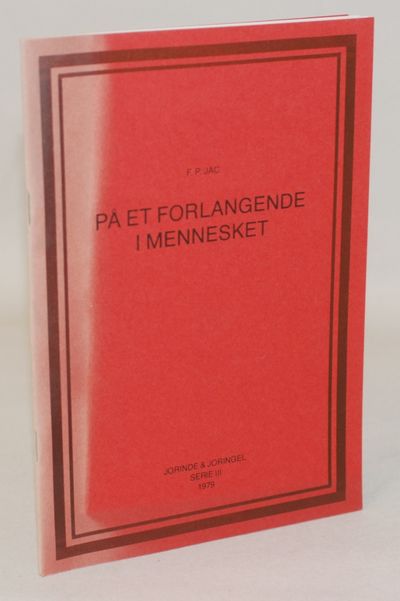 F. P. JAC
PÅ ET FORLANGENDE
I MENNESKET
JORINDE & JORINGEL
SERIE III
1979